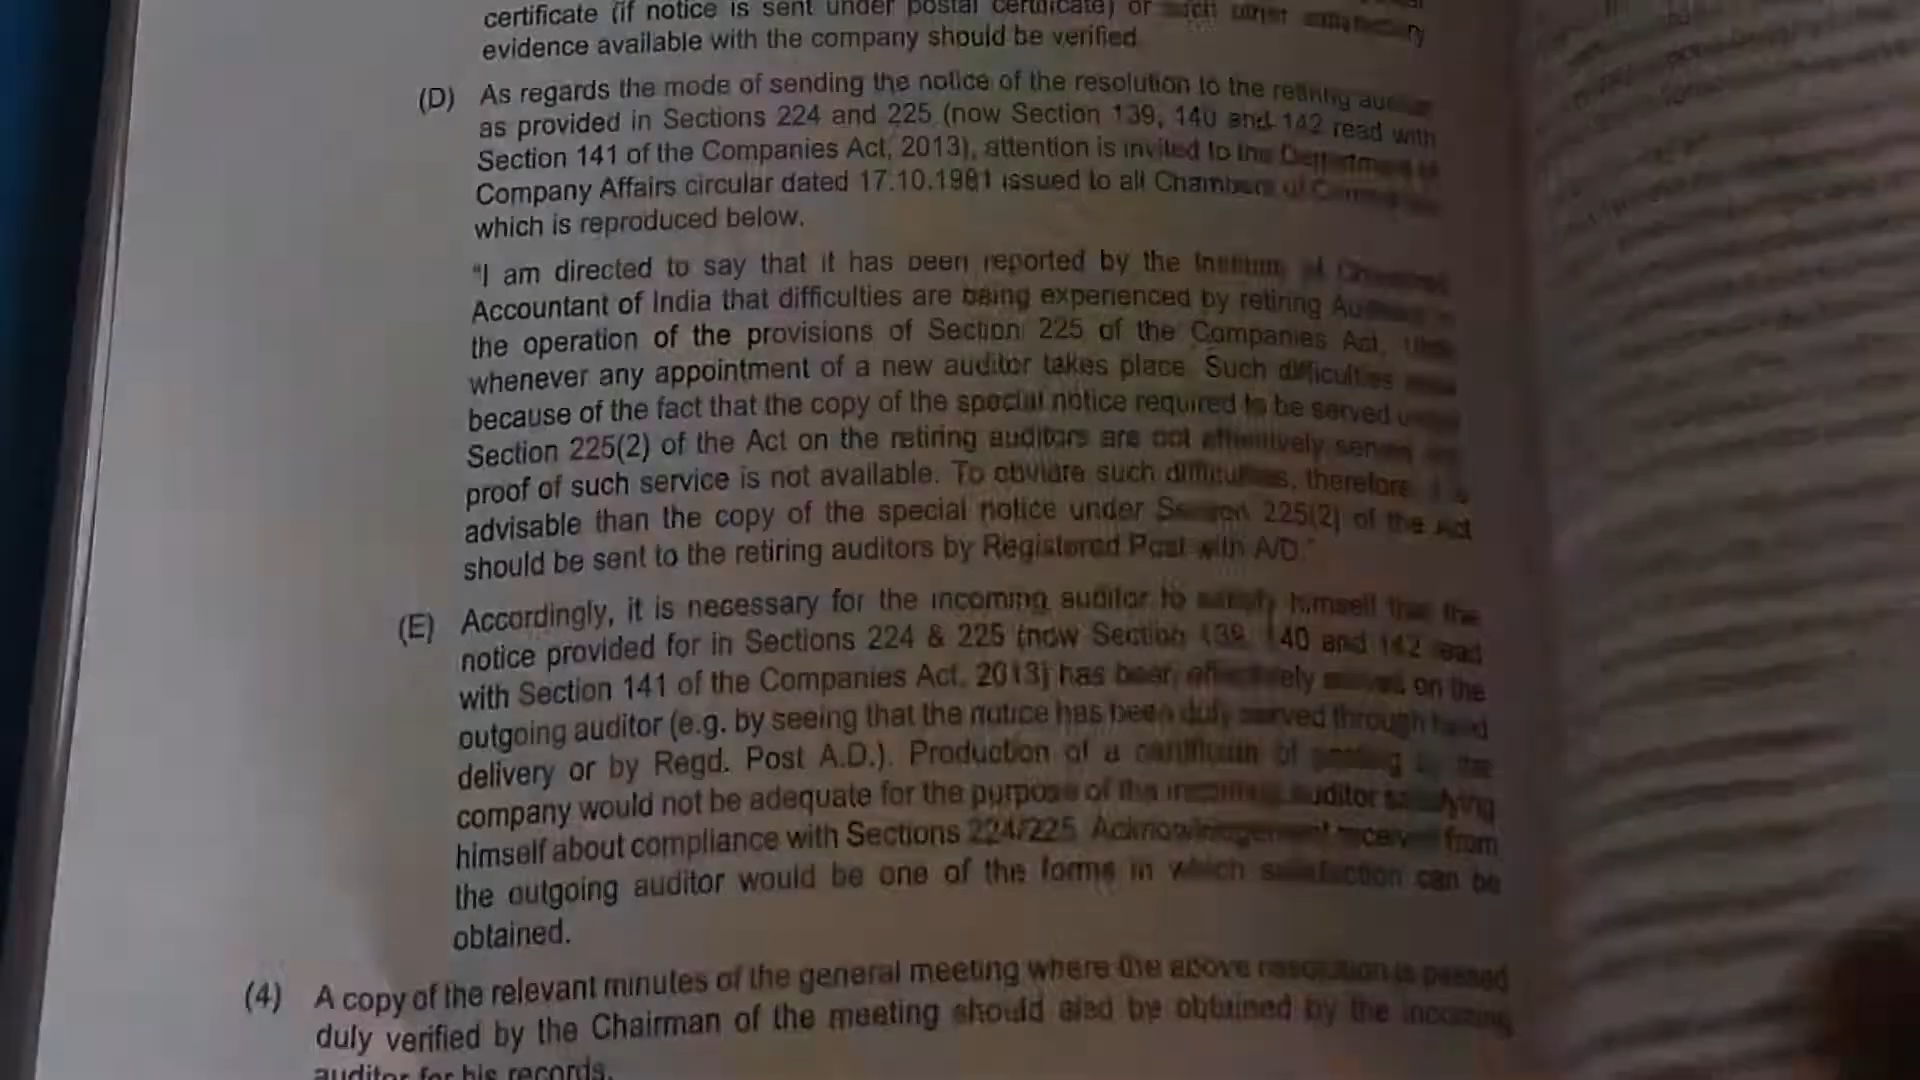 certificate (if notice is sent under postal certificate) or such other satisfactory
evidence available with the company should be verified.
(D) As regards the mode of sending the notice of the resolution to the retiring auditor
as provided in Sections 224 and 225 (now Section 139, 140 and 142 read with
Section 141 of the Companies Act, 2013), attention is invited to the Department of
Company Affairs circular dated 17.10.1981 issued to all Chambers of
which is reproduced below.
"I am directed to say that it has been reported by the Institute of Chartered
Accountant of India that difficulties are being experienced by retiring Auditors
the operation of the provisions of Section 225 of the Companies Act,
whenever any appointment of a new auditor takes place. Such difficulties
because of the fact that the copy of the special notice required to be served
Section 225(2) of the Act on the retiring auditors are not effectively served
proof of such service is not available. To obviate such difficulties, therefore,
advisable than the copy of the special notice under Section 225(2) of the Act
should be sent to the retiring auditors by Registered Post with A/D."
(E) Accordingly, it is necessary for the incoming auditor to satisfy himself that the
notice provided for in Sections 224 & 225 (now Section 139, 140 and 142 read
with Section 141 of the Companies Act, 2013) has been effectively served on the
outgoing auditor (e.g. by seeing that the notice has been duly served through hand
delivery or by Regd. Post A.D.). Production of a certificate of posting the
company would not be adequate for the purpose of the incoming auditor satisfying
himself about compliance with Sections 224/225. Acknowledgement received from
the outgoing auditor would be one of the forms in which satisfaction can be
obtained.
(4) A copy of the relevant minutes of the general meeting where the above resolution is passed
duly verified by the Chairman of the meeting should also be obtained by the incoming
auditor for his records.